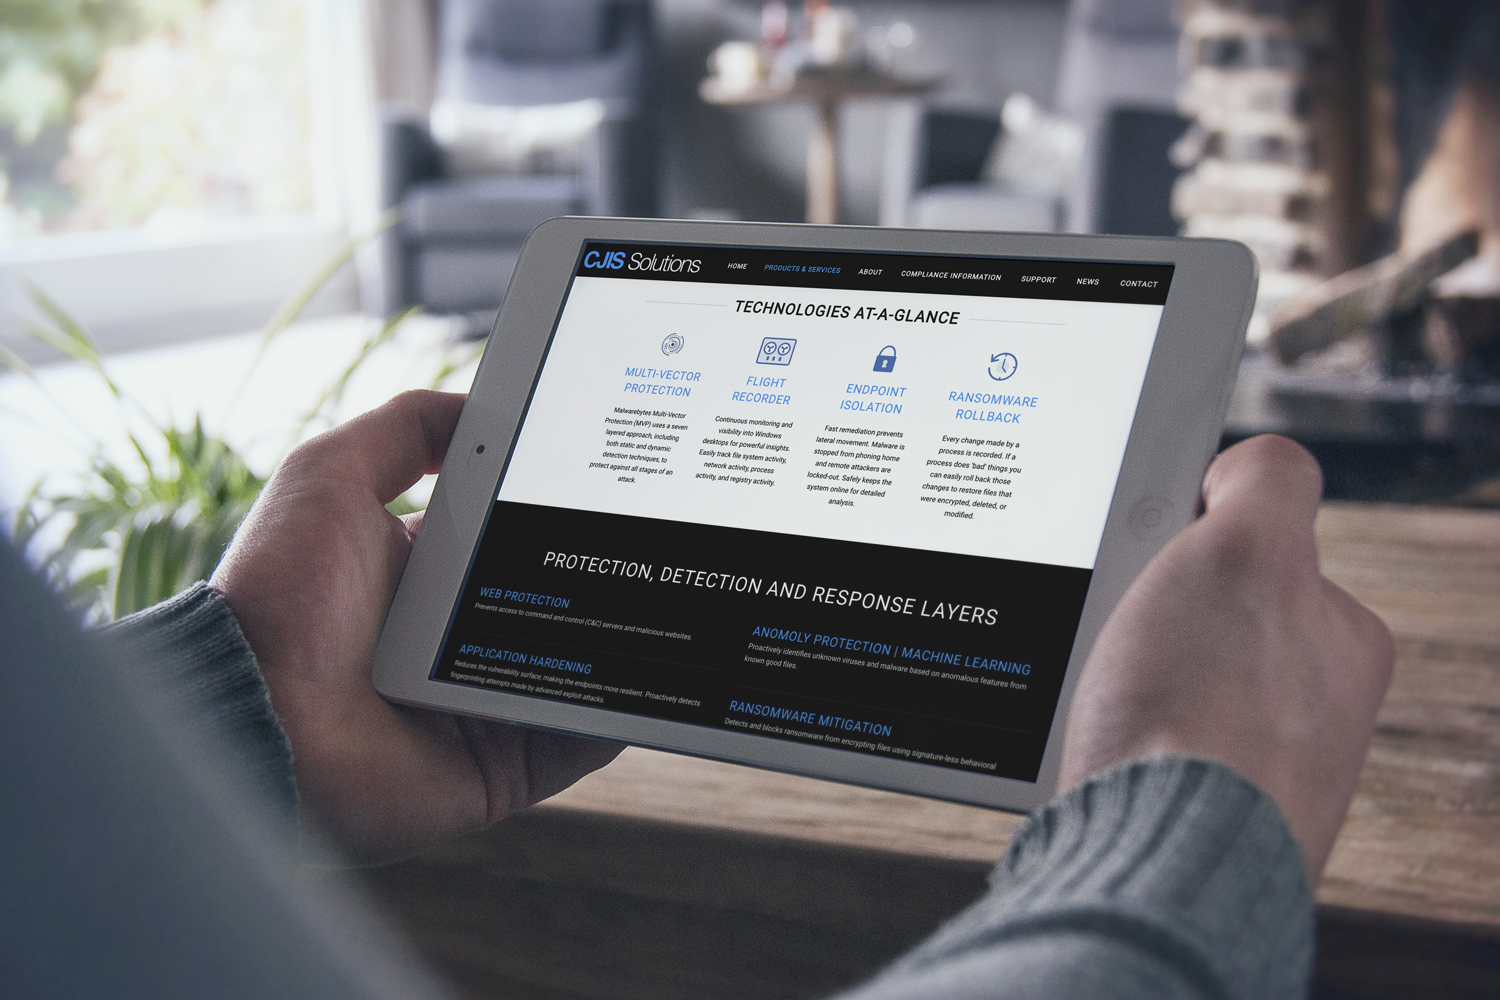 CJIS Solutions
HOME PRODUCTS & SERVICES ABOUT COMPLIANCE INFORMATION SUPPORT NEWS CONTACT
TECHNOLOGIES AT-A-GLANCE
MULTI-VECTOR
PROTECTION
Malwarebytes Multi-Vector
Protection (MVP) uses a seven
layered approach, including
both static and dynamic
detection techniques, to
protect against all stages of an
attack.
FLIGHT
RECORDER
Continuous monitoring and
visibility into Windows
desktops for powerful insights.
Easily track file system activity,
network activity, process
activity, and registry activity.
ENDPOINT
ISOLATION
Fast remediation prevents
lateral movement. Malware is
stopped from phoning home
and remote attackers are
locked-out. Safely keeps the
system online for detailed
analysis.
RANSOMWARE
ROLLBACK
Every change made by a
process is recorded. If a
process does 'bad' things you
can easily roll back those
changes to restore files that
were encrypted, deleted, or
modified.
PROTECTION, DETECTION AND RESPONSE LAYERS
WEB PROTECTION
Prevents access to command and control (C&C) servers and malicious websites.
APPLICATION HARDENING
Reduces the vulnerability surface, making the endpoints more resilient. Proactively detects
fingerprinting attempts made by advanced exploit attacks.
ANOMOLY PROTECTION | MACHINE LEARNING
Proactively identifies unknown viruses and malware based on anomalous features from
known good files.
RANSOMWARE MITIGATION
Detects and blocks ransomware from encrypting files using signature-less behavioral